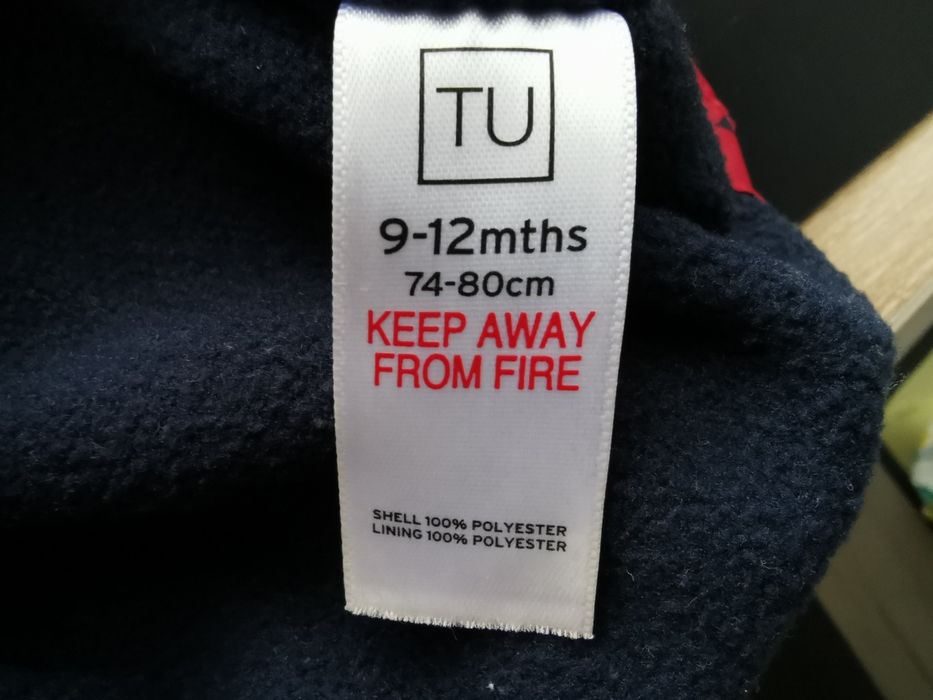 TU
9-12mths
74-80cm
KEEP AWAY
FROM FIRE
SHELL 100% POLYESTER
LINING 100% POLYESTER